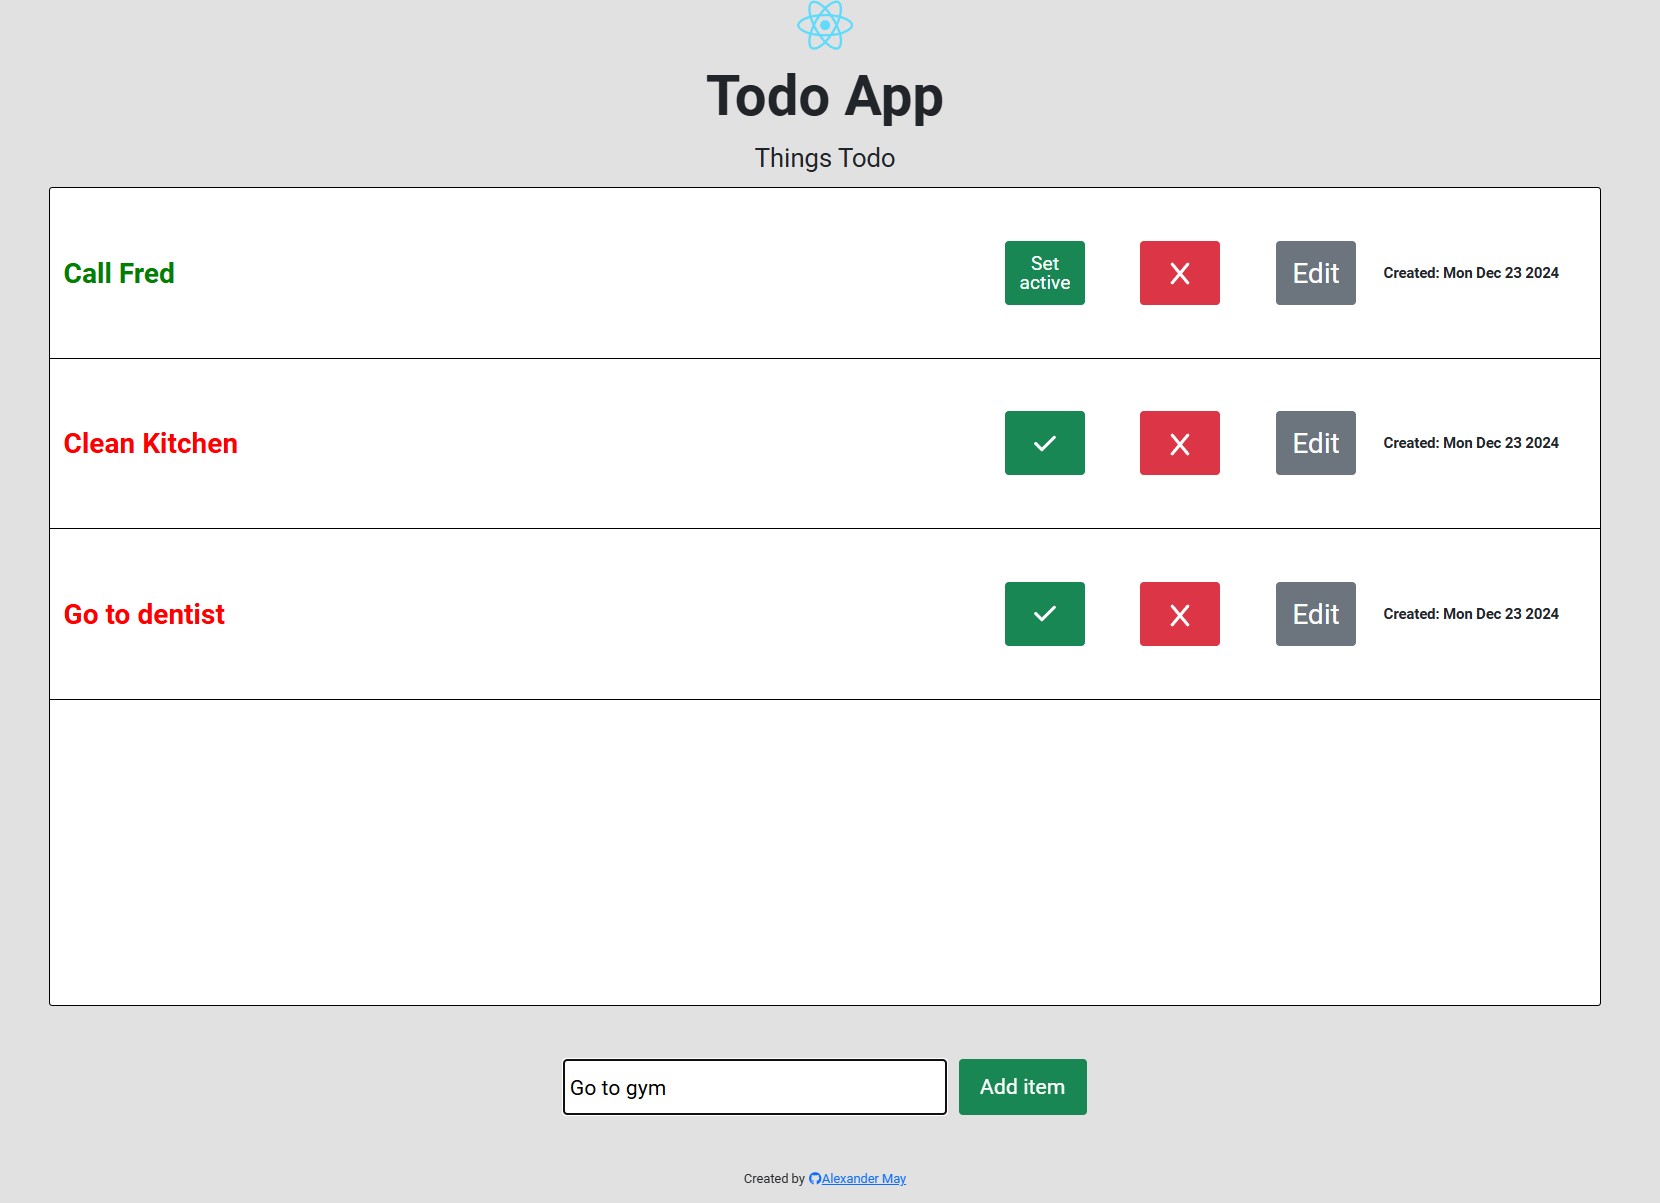 Todo App
Things Todo
Call Fred
Set
active
Edit
Created: Mon Dec 23 2024
Clean Kitchen
Edit
Created: Mon Dec 23 2024
Go to dentist
Edit
Created: Mon Dec 23 2024
Go to gym
Add item
Created by Alexander May